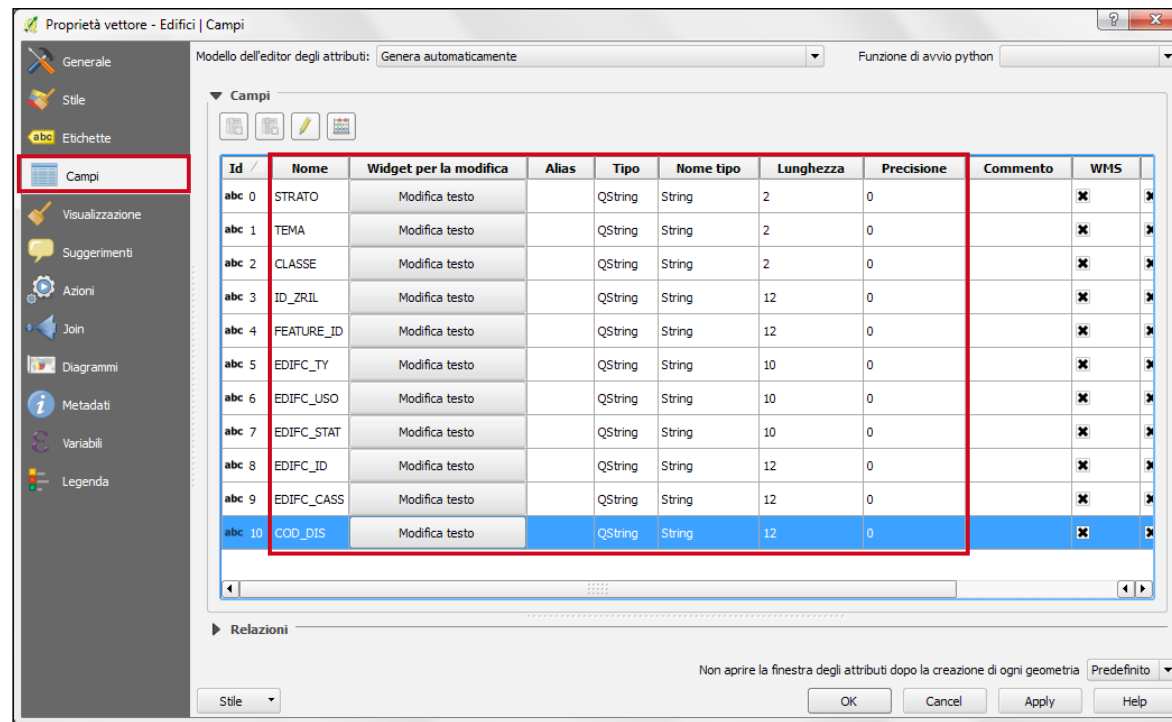 Proprietà vettore - Edifici | Campi
Generale
Stile
abc Etichette
Campi
Visualizzazione
Suggerimenti
Azioni
Join
Diagrammi
Metadati
Variabili
Legenda
Modello dell'editor degli attributi: Genera automaticamente Funzione di avvio python
Campi
Id Nome Widget per la modifica Alias Tipo Nome tipo Lunghezza Precisione Commento WMS
abc 0 STRATO Modifica testo QString String 2 0
abc 1 TEMA Modifica testo QString String 2 0
abc 2 CLASSE Modifica testo QString String 2 0
abc 3 ID_ZRIL Modifica testo QString String 12 0
abc 4 FEATURE_ID Modifica testo QString String 12 0
abc 5 EDIFC_TY Modifica testo QString String 10 0
abc 6 EDIFC_USO Modifica testo QString String 10 0
abc 7 EDIFC_STAT Modifica testo QString String 10 0
abc 8 EDIFC_ID Modifica testo QString String 12 0
abc 9 EDIFC_CASS Modifica testo QString String 12 0
abc 10 COD_DIS Modifica testo QString String 12 0
Relazioni
Non aprire la finestra degli attributi dopo la creazione di ogni geometria Predefinito
Stile OK Cancel Apply Help